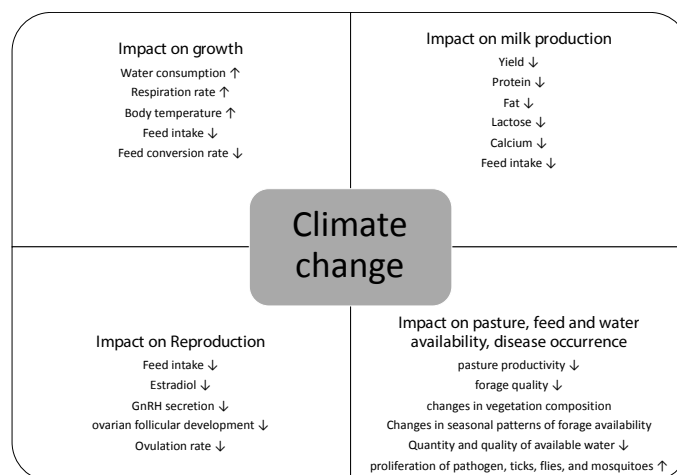 Impact on growth
Water consumption ↑
Respiration rate ↑
Body temperature ↑
Feed intake ↓
Feed conversion rate ↓
Impact on milk production
Yield ↓
Protein ↓
Fat ↓
Lactose ↓
Calcium ↓
Feed intake ↓
Climate
change
Impact on Reproduction
Feed intake ↓
Estradiol ↓
GnRH secretion ↓
ovarian follicular development ↓
Ovulation rate ↓
Impact on pasture, feed and water
availability, disease occurrence
pasture productivity ↓
forage quality ↓
changes in vegetation composition
Changes in seasonal patterns of forage availability
Quantity and quality of available water ↓
proliferation of pathogen, ticks, flies, and mosquitoes ↑